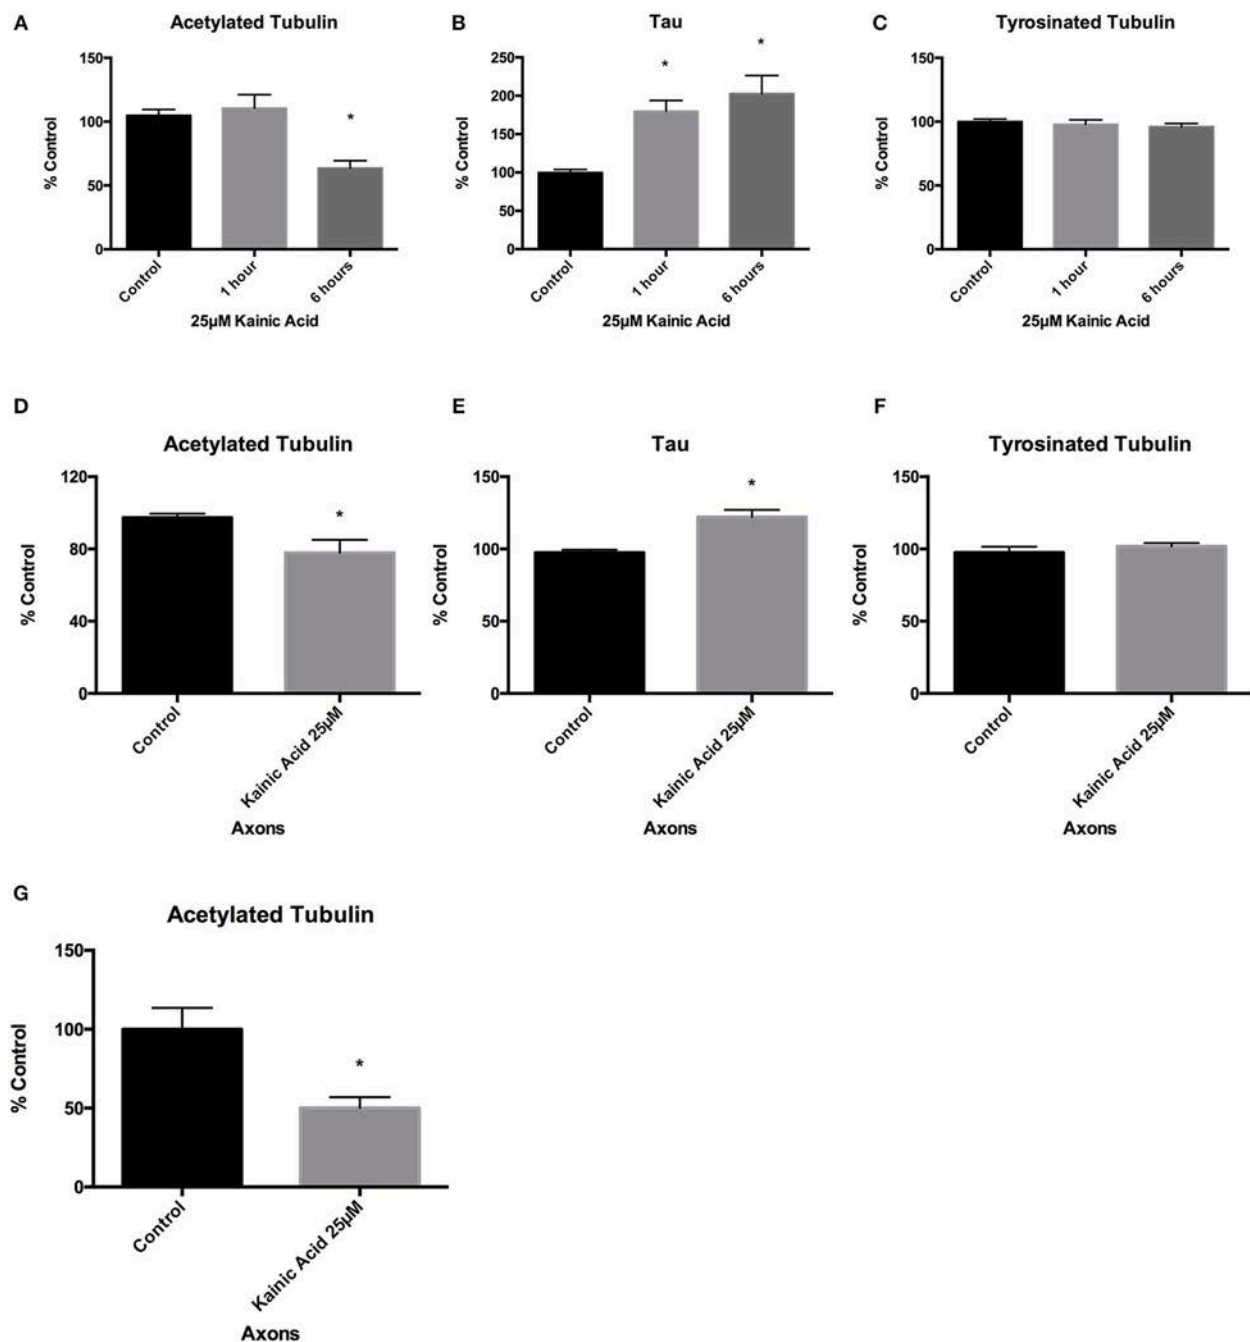 A
Acetylated Tubulin
% Control
150
100
50
0
*
Control
1 hour
6 hours
25µM Kainic Acid
B
Tau
% Control
250
200
150
100
50
0
*
*
Control
1 hour
6 hours
25µM Kainic Acid
C
Tyrosinated Tubulin
% Control
150
100
50
0
Control
1 hour
6 hours
25µM Kainic Acid
D
Acetylated Tubulin
% Control
120
80
40
0
*
Control
Kainic Acid 25µM
Axons
E
Tau
% Control
150
100
50
0
*
Control
Kainic Acid 25µM
Axons
F
Tyrosinated Tubulin
% Control
150
100
50
0
Control
Kainic Acid 25µM
Axons
G
Acetylated Tubulin
% Control
150
100
50
0
*
Control
Kainic Acid 25µM
Axons